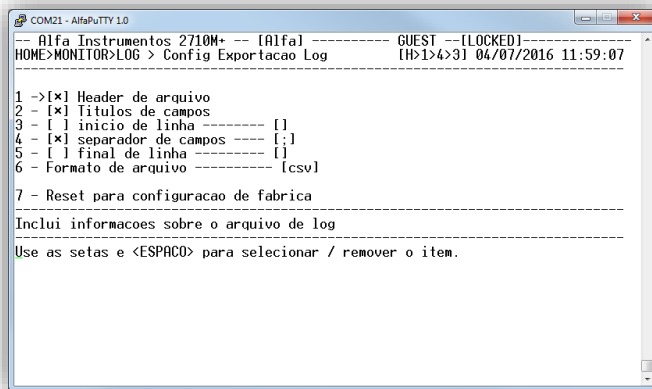 COM21 - AlfaPuTTY 1.0
-- Alfa Instrumentos 2710M+ -- [Alfa] --------- GUEST --[LOCKED]-------------
HOME>MONITOR>LOG > Config Exportacao Log [H>1>4>3] 04/07/2016 11:59:07
1 ->[×] Header de arquivo
2 - [×] Titulos de campos
3 - [ ] inicio de linha -------- []
4 - [×] separador de campos ---- [;]
5 - [ ] final de linha --------- []
6 - Formato de arquivo ---------- [csv]
7 - Reset para configuracao de fabrica
Inclui informacoes sobre o arquivo de log
Use as setas e <ESPACO> para selecionar / remover o item.